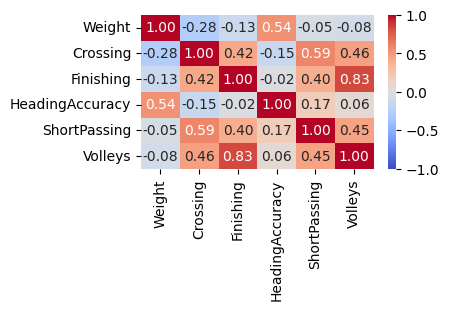 Weight 1.00 -0.28 -0.13 0.54 -0.05 -0.08
Crossing -0.28 1.00 0.42 -0.15 0.59 0.46
Finishing -0.13 0.42 1.00 -0.02 0.40 0.83
HeadingAccuracy 0.54 -0.15 -0.02 1.00 0.17 0.06
ShortPassing -0.05 0.59 0.40 0.17 1.00 0.45
Volleys -0.08 0.46 0.83 0.06 0.45 1.00
Weight
Crossing
Finishing
HeadingAccuracy
ShortPassing
Volleys
1.0
0.5
0.0
−0.5
−1.0